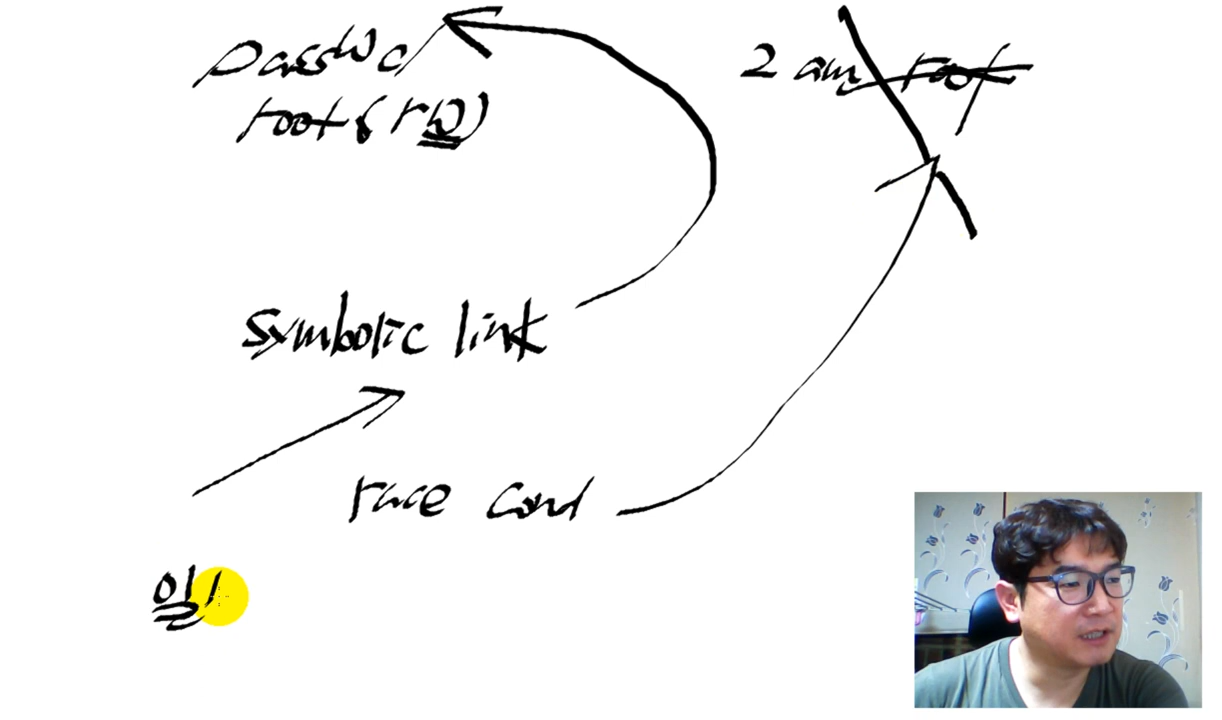 passwd
2 am root
root (rw)
symbolic link
race cond
일